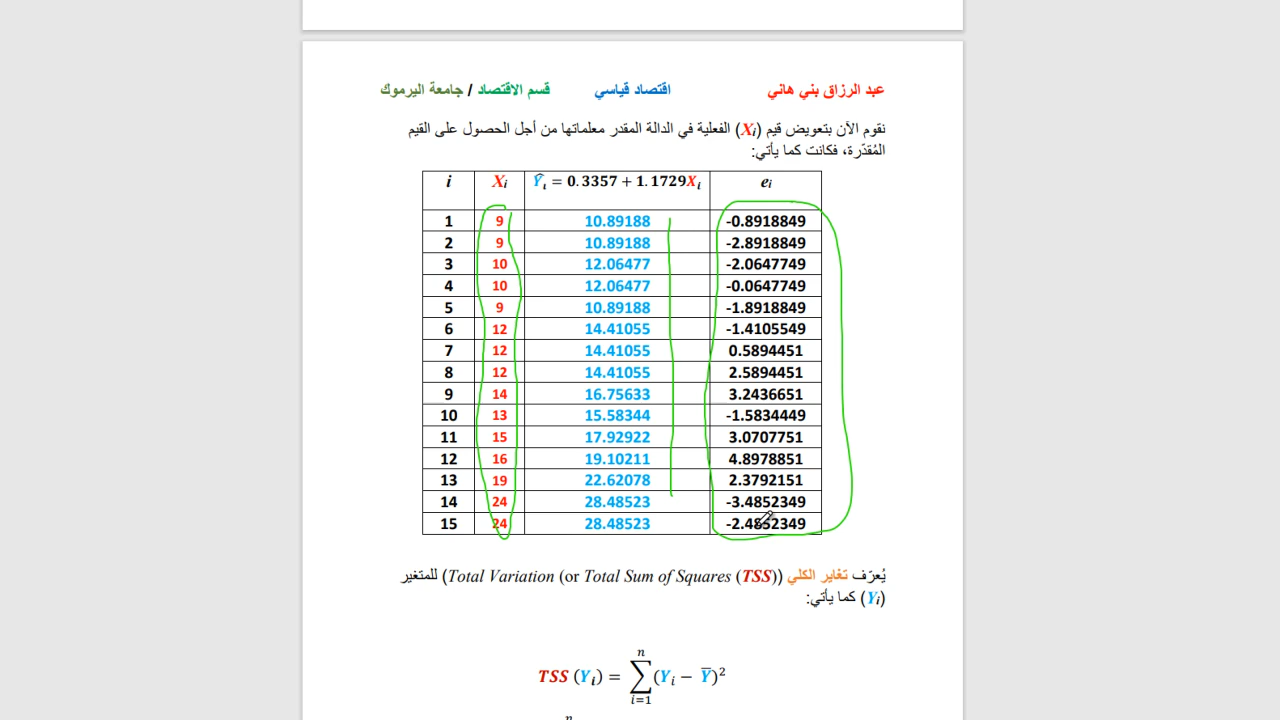 عبد الرزاق بني هاني اقتصاد قياسي قسم الاقتصاد / جامعة اليرموك
نقوم الآن بتعويض قيم (Xᵢ) الفعلية في الدالة المقدر معلماتها من أجل الحصول على القيم
المُقدّرة، فكانت كما يأتي:
i Xᵢ Ŷᵢ = 0.3357 + 1.1729Xᵢ eᵢ
1 9 10.89188 -0.8918849
2 9 10.89188 -2.8918849
3 10 12.06477 -2.0647749
4 10 12.06477 -0.0647749
5 9 10.89188 -1.8918849
6 12 14.41055 -1.4105549
7 12 14.41055 0.5894451
8 12 14.41055 2.5894451
9 14 16.75633 3.2436651
10 13 15.58344 -1.5834449
11 15 17.92922 3.0707751
12 16 19.10211 4.8978851
13 19 22.62078 2.3792151
14 24 28.48523 -3.4852349
15 24 28.48523 -2.4852349
يُعرّف تغاير الكلي (Total Variation (or Total Sum of Squares (TSS)) للمتغير
(Yᵢ) كما يأتي:
TSS (Yᵢ) = ∑ᵢ₌₁ⁿ (Yᵢ − Ȳ)²
n